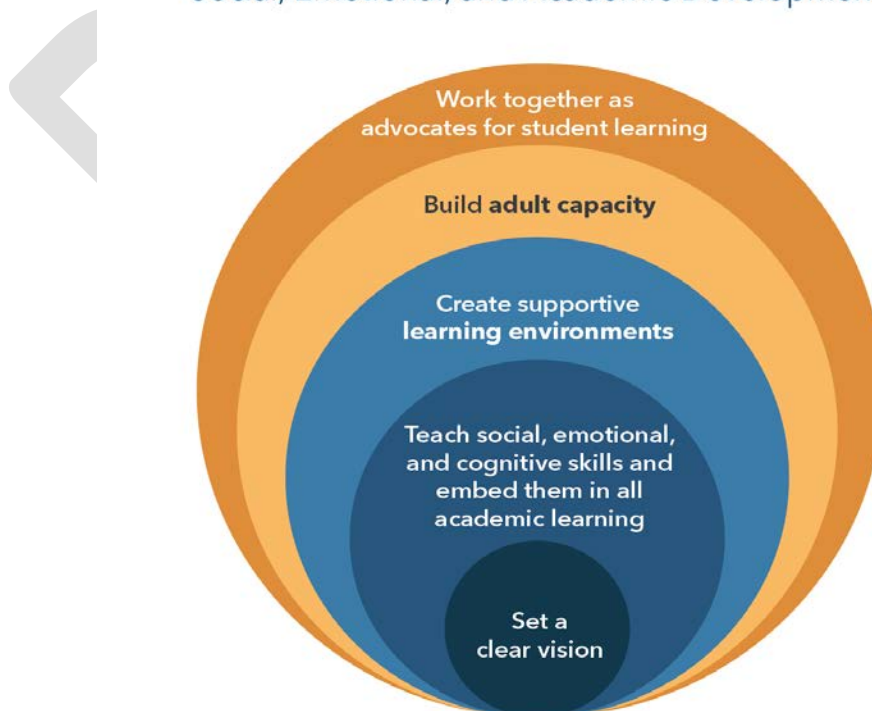 Work together as
advocates for student learning
Build adult capacity
Create supportive
learning environments
Teach social, emotional,
and cognitive skills and
embed them in all
academic learning
Set a
clear vision